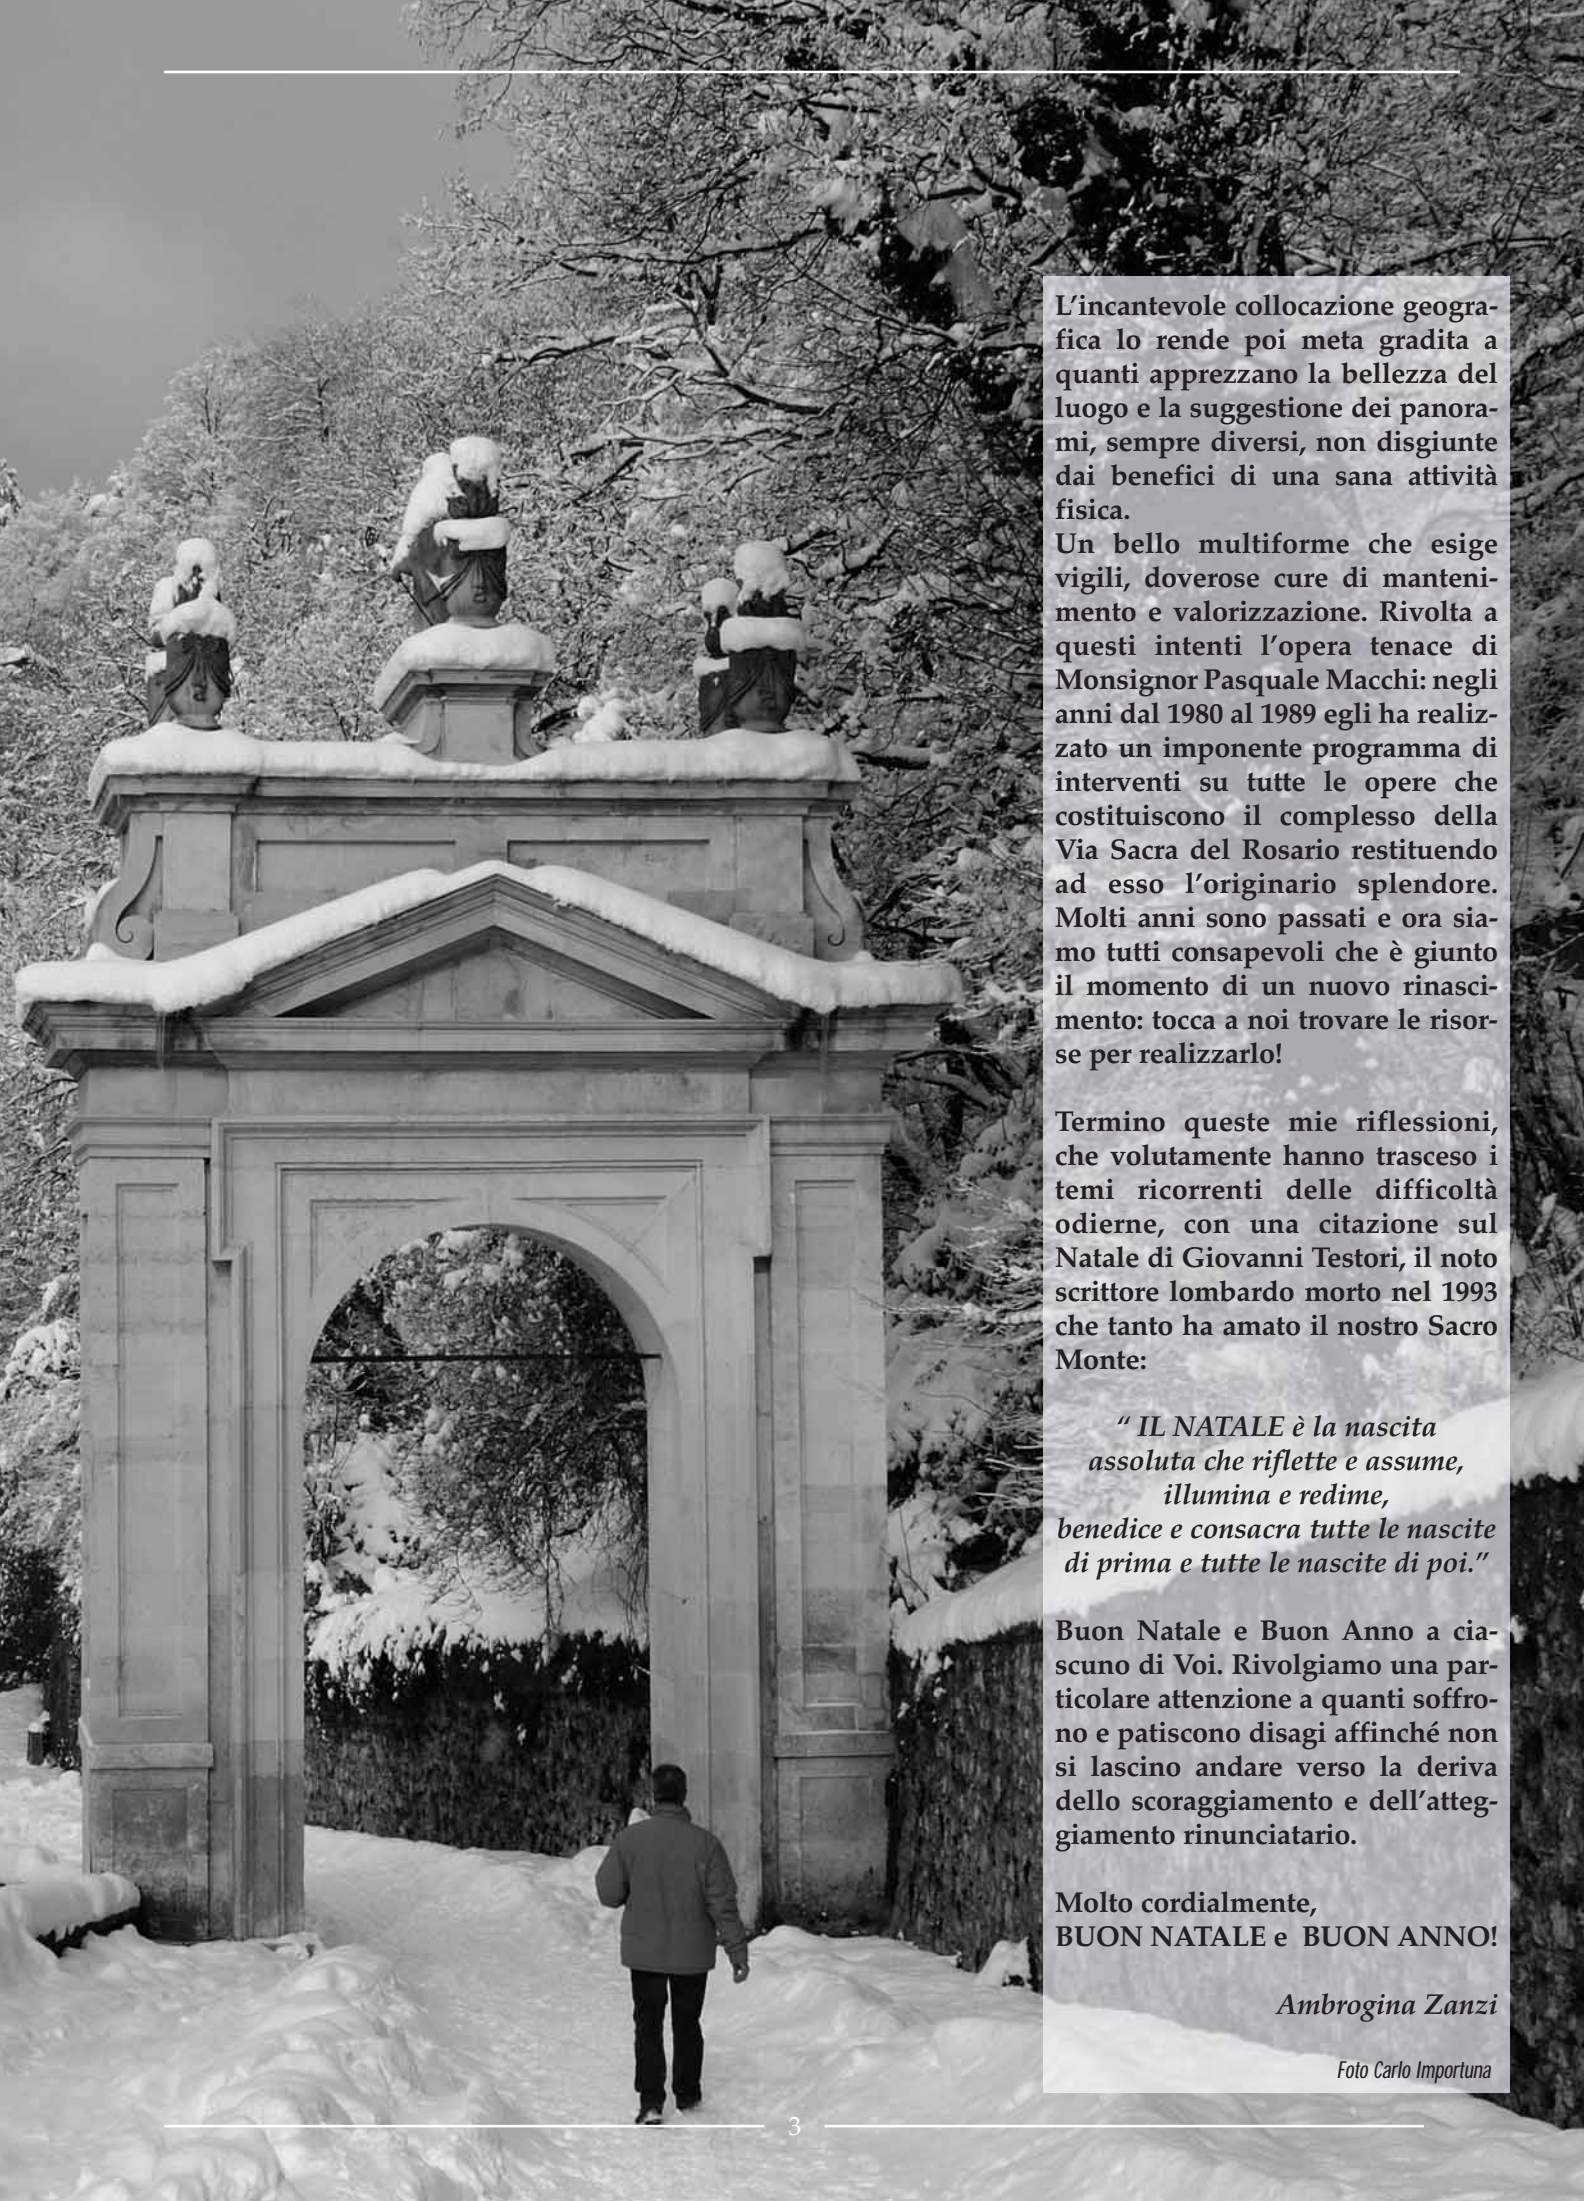 L'incantevole collocazione geogra-
fica lo rende poi meta gradita a
quanti apprezzano la bellezza del
luogo e la suggestione dei panora-
mi, sempre diversi, non disgiunte
dai benefici di una sana attività
fisica.
Un bello multiforme che esige
vigili, doverose cure di manteni-
mento e valorizzazione. Rivolta a
questi intenti l'opera tenace di
Monsignor Pasquale Macchi: negli
anni dal 1980 al 1989 egli ha realiz-
zato un imponente programma di
interventi su tutte le opere che
costituiscono il complesso della
Via Sacra del Rosario restituendo
ad esso l'originario splendore.
Molti anni sono passati e ora sia-
mo tutti consapevoli che è giunto
il momento di un nuovo rinasci-
mento: tocca a noi trovare le risor-
se per realizzarlo!
Termino queste mie riflessioni,
che volutamente hanno trasceso i
temi ricorrenti delle difficoltà
odierne, con una citazione sul
Natale di Giovanni Testori, il noto
scrittore lombardo morto nel 1993
che tanto ha amato il nostro Sacro
Monte:
“ IL NATALE è la nascita
assoluta che riflette e assume,
illumina e redime,
benedice e consacra tutte le nascite
di prima e tutte le nascite di poi.”
Buon Natale e Buon Anno a cia-
scuno di Voi. Rivolgiamo una par-
ticolare attenzione a quanti soffro-
no e patiscono disagi affinché non
si lascino andare verso la deriva
dello scoraggiamento e dell'atteg-
giamento rinunciatario.
Molto cordialmente,
BUON NATALE e BUON ANNO!
Ambrogina Zanzi
Foto Carlo Importuna
3